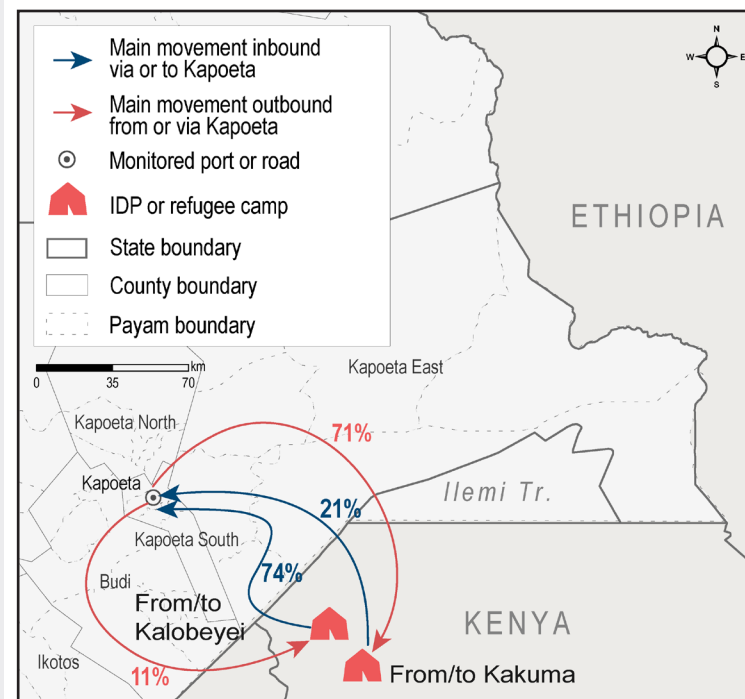 Main movement inbound
via or to Kapoeta
Main movement outbound
from or via Kapoeta
Monitored port or road
IDP or refugee camp
State boundary
County boundary
Payam boundary
km
0 35 70
N
W E
S
ETHIOPIA
Kapoeta East
Kapoeta North
71%
Kapoeta
Ilemi Tr.
21%
Kapoeta South
74%
Budi
From/to
Kalobeyei
KENYA
Ikotos
11%
From/to Kakuma